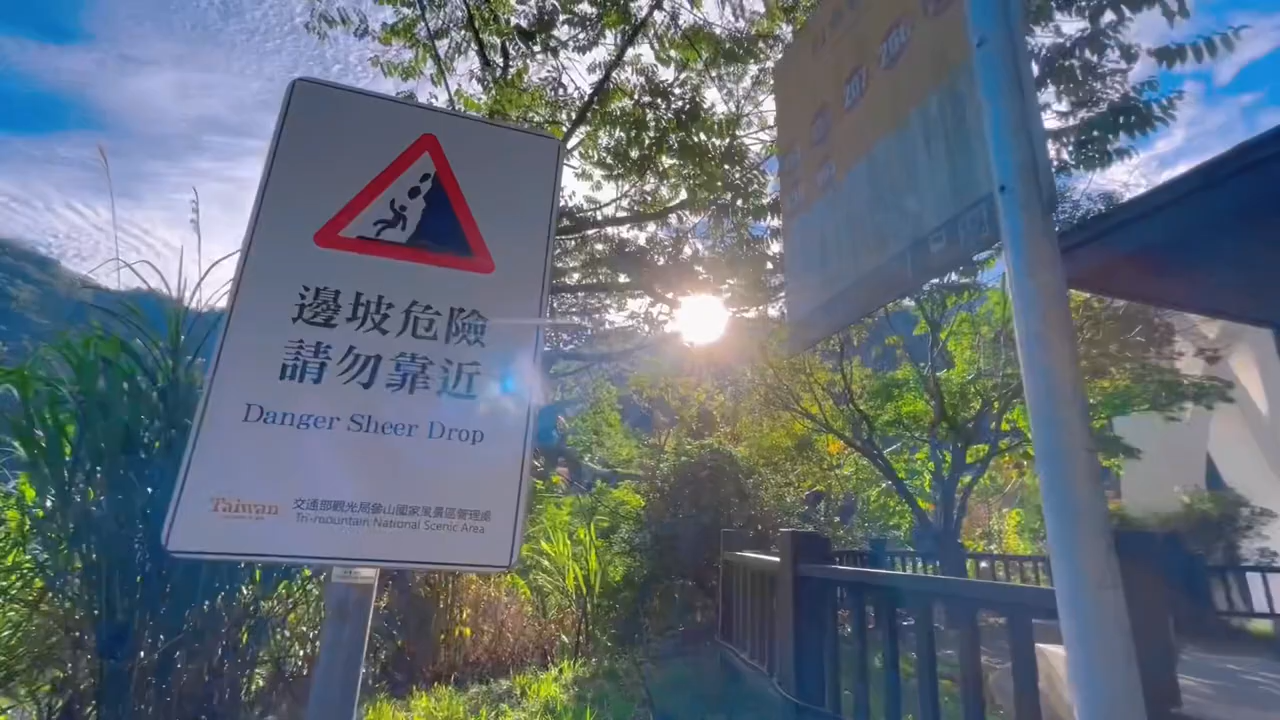 邊坡危險
請勿靠近
Danger Sheer Drop
Taiwan
交通部觀光局參山國家風景區管理處
Tri-mountain National Scenic Area